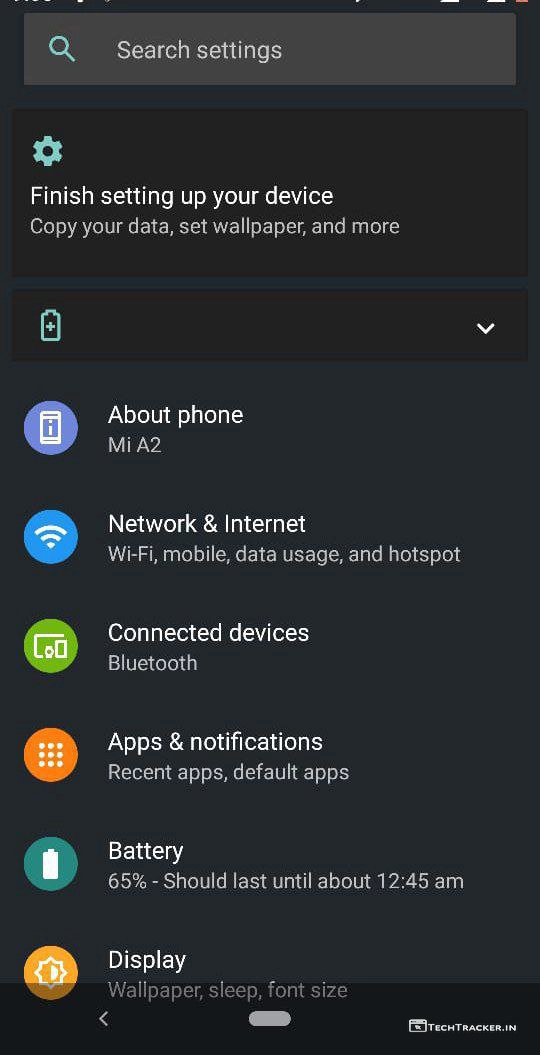 Search settings
Finish setting up your device
Copy your data, set wallpaper, and more
About phone
Mi A2
Network & Internet
Wi-Fi, mobile, data usage, and hotspot
Connected devices
Bluetooth
Apps & notifications
Recent apps, default apps
Battery
65% - Should last until about 12:45 am
Display
Wallpaper, sleep, font size
TECHTRACKER.IN